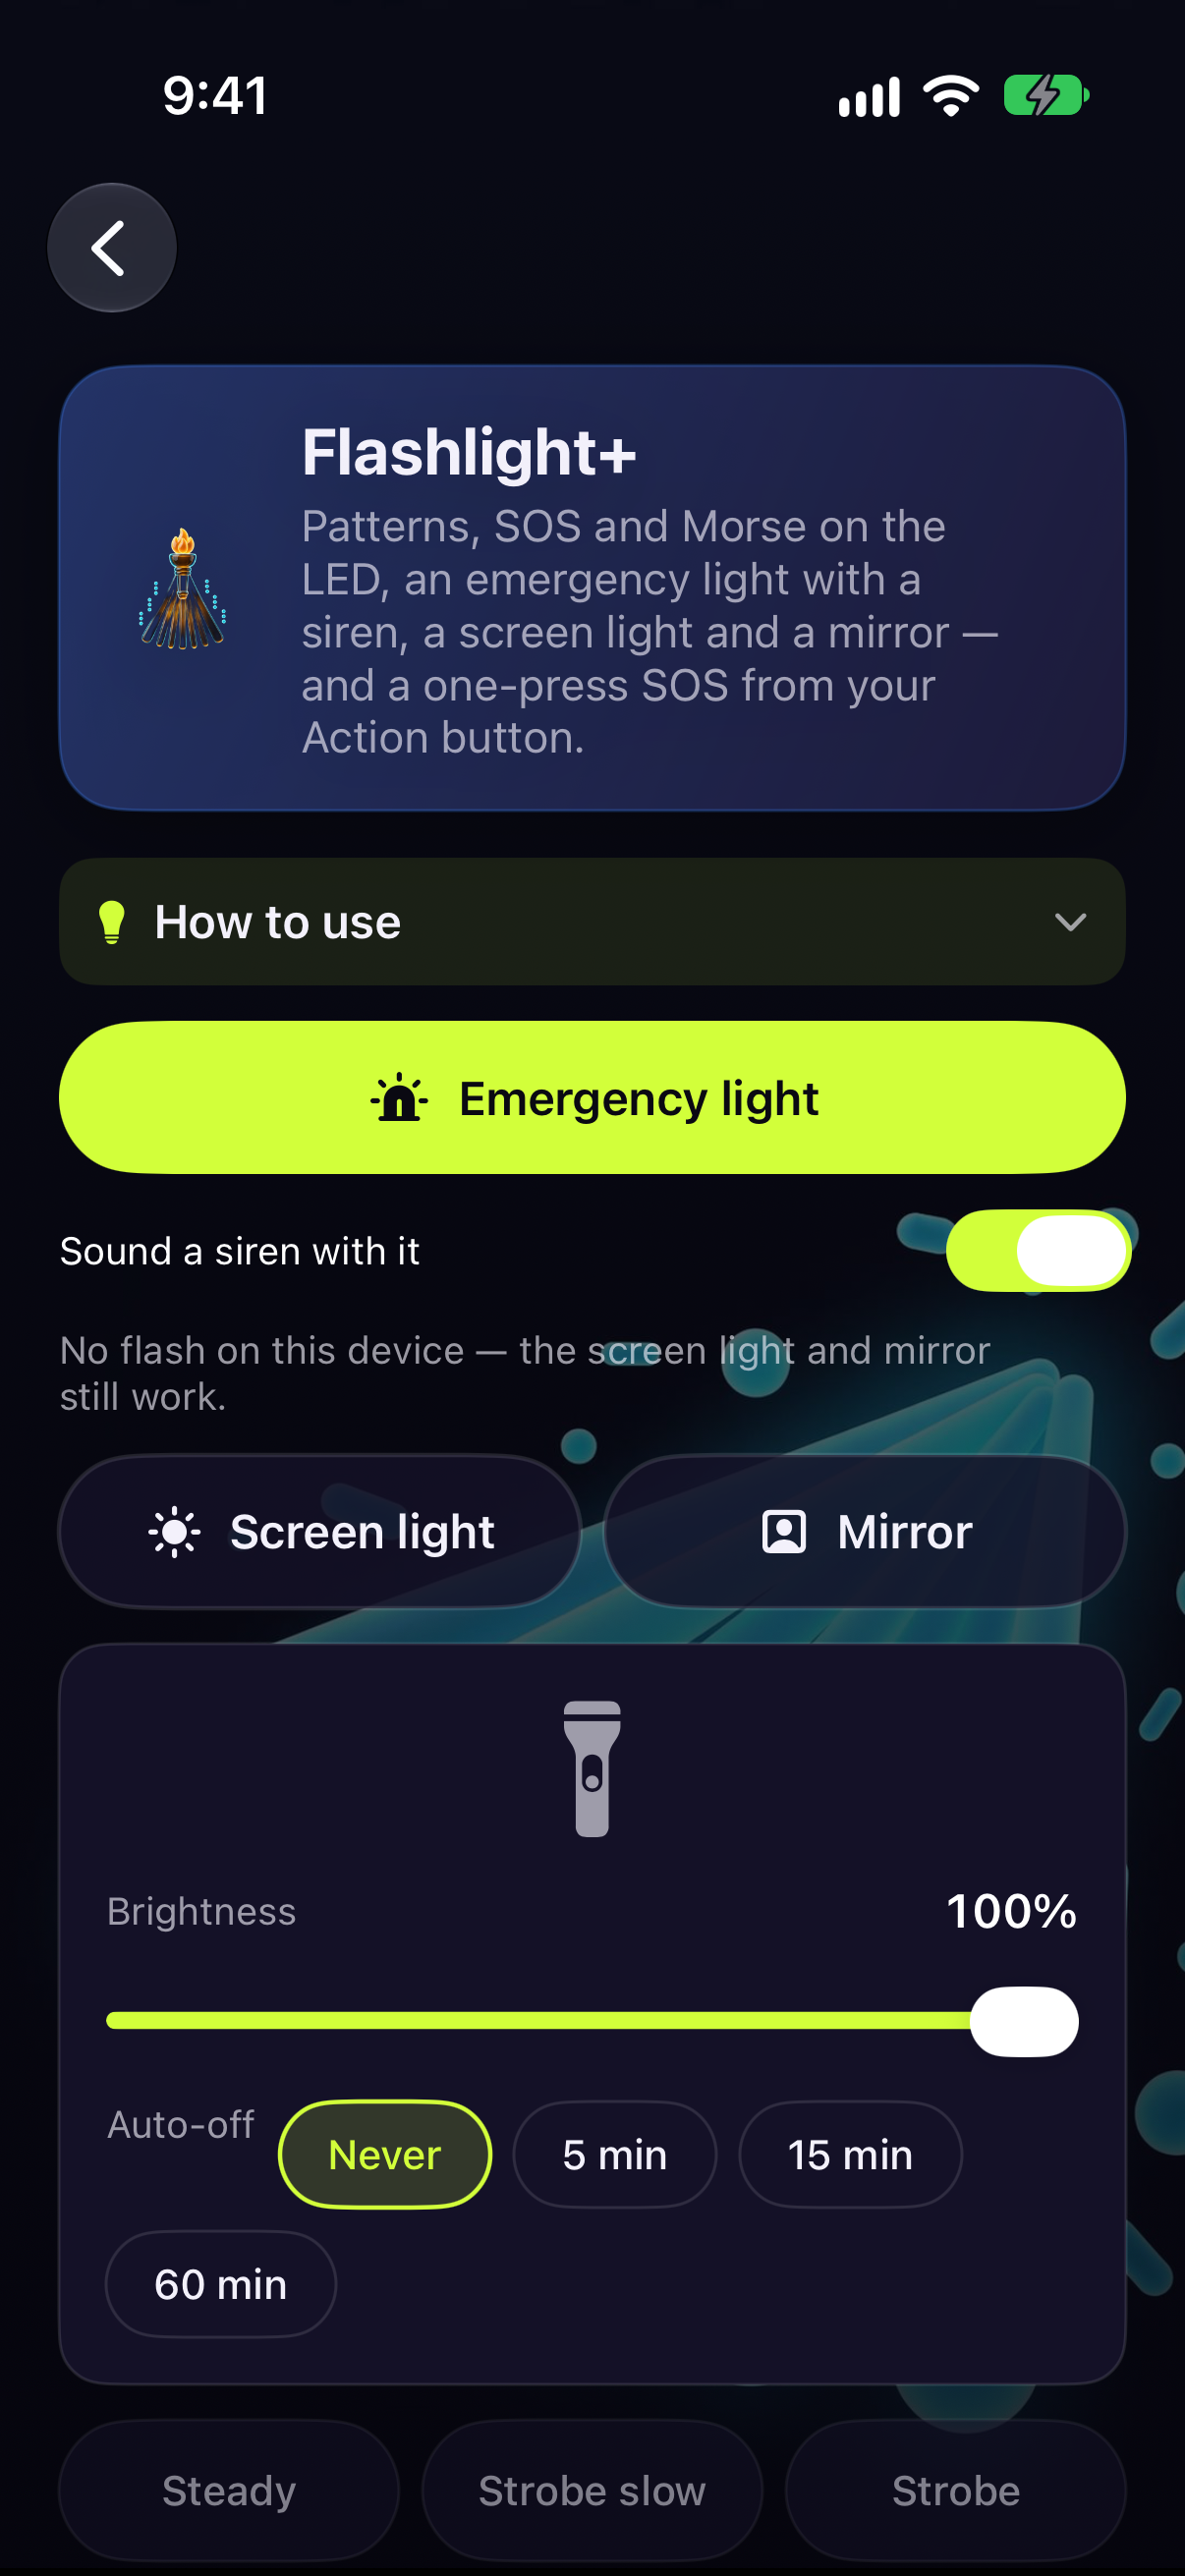 9:41
Flashlight+
Patterns, SOS and Morse on the
LED, an emergency light with a
siren, a screen light and a mirror —
and a one-press SOS from your
Action button.
How to use
Emergency light
Sound a siren with it
No flash on this device — the screen light and mirror
still work.
Screen light
Mirror
Brightness
100%
Auto-off
Never
5 min
15 min
60 min
Steady
Strobe slow
Strobe